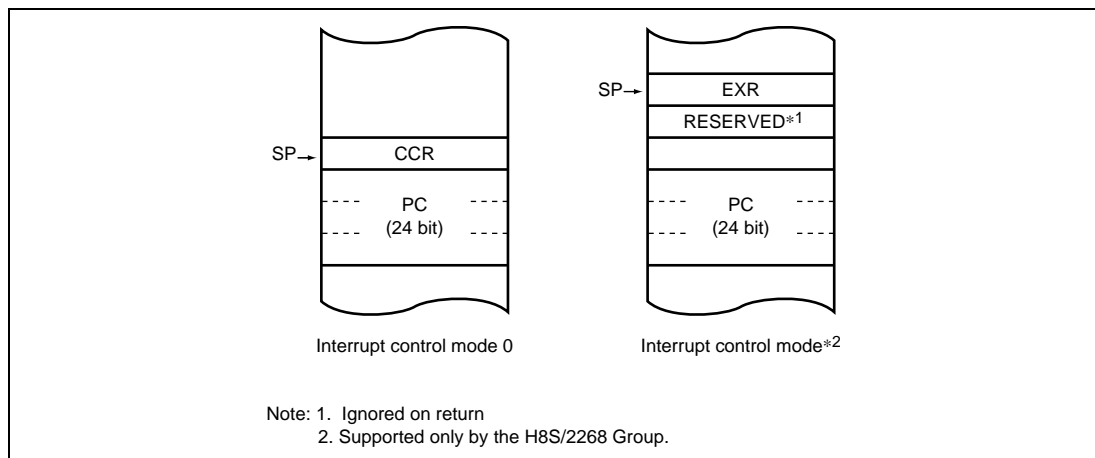 SP→ CCR
PC
(24 bit)
Interrupt control mode 0
SP→ EXR
RESERVED*1
PC
(24 bit)
Interrupt control mode*2
Note: 1. Ignored on return
2. Supported only by the H8S/2268 Group.